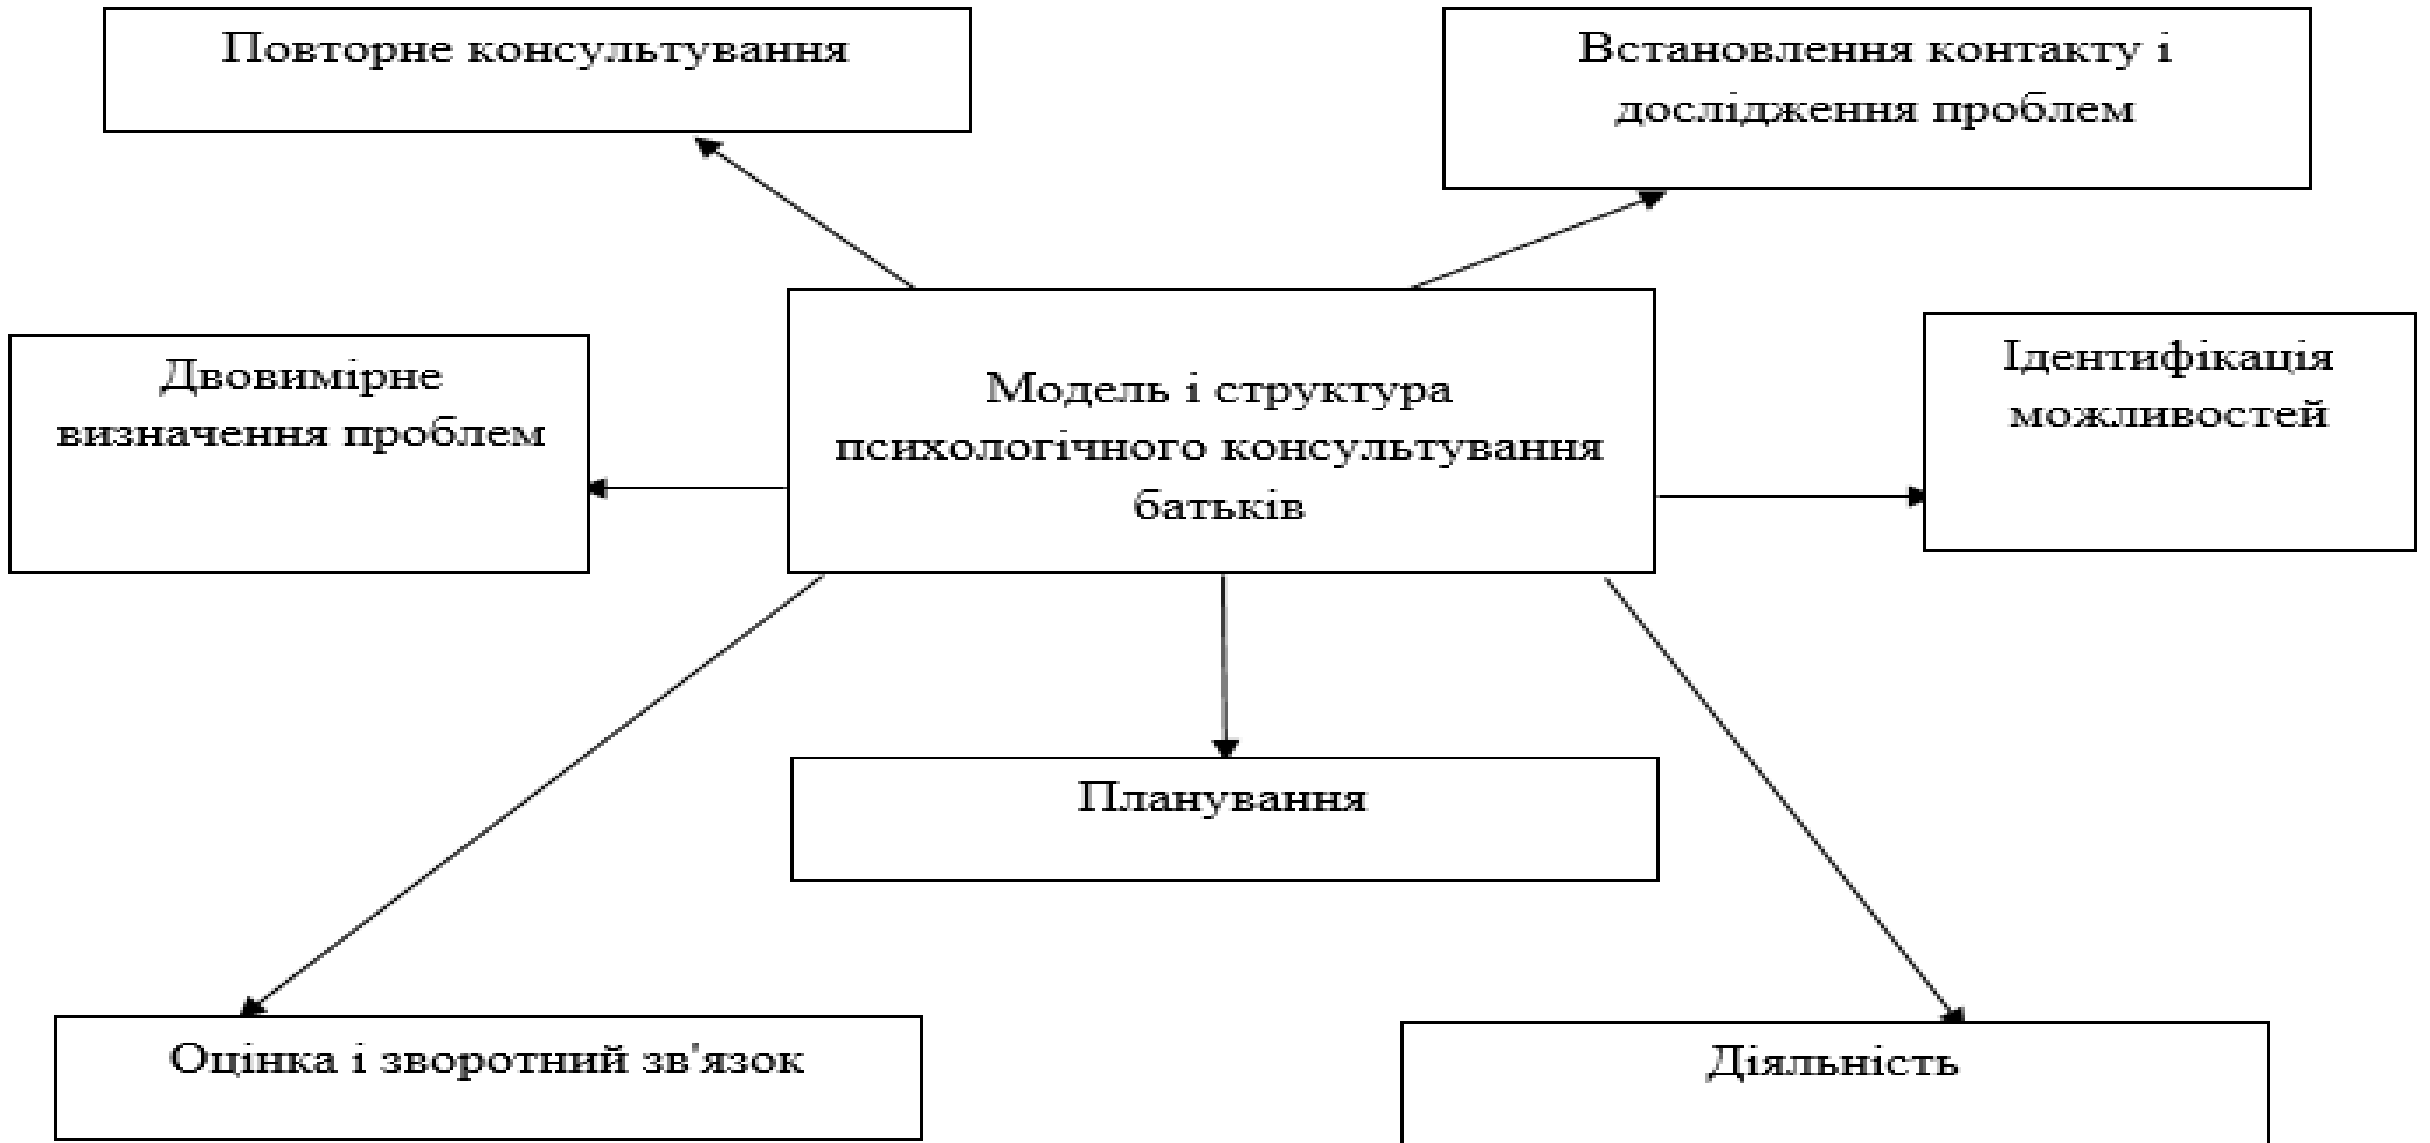 Повторне консультування
Встановлення контакту і
дослідження проблем
Двовимірне
визначення проблем
Модель і структура
психологічного консультування
батьків
Ідентифікація
можливостей
Планування
Оцінка і зворотний зв'язок
Діяльність